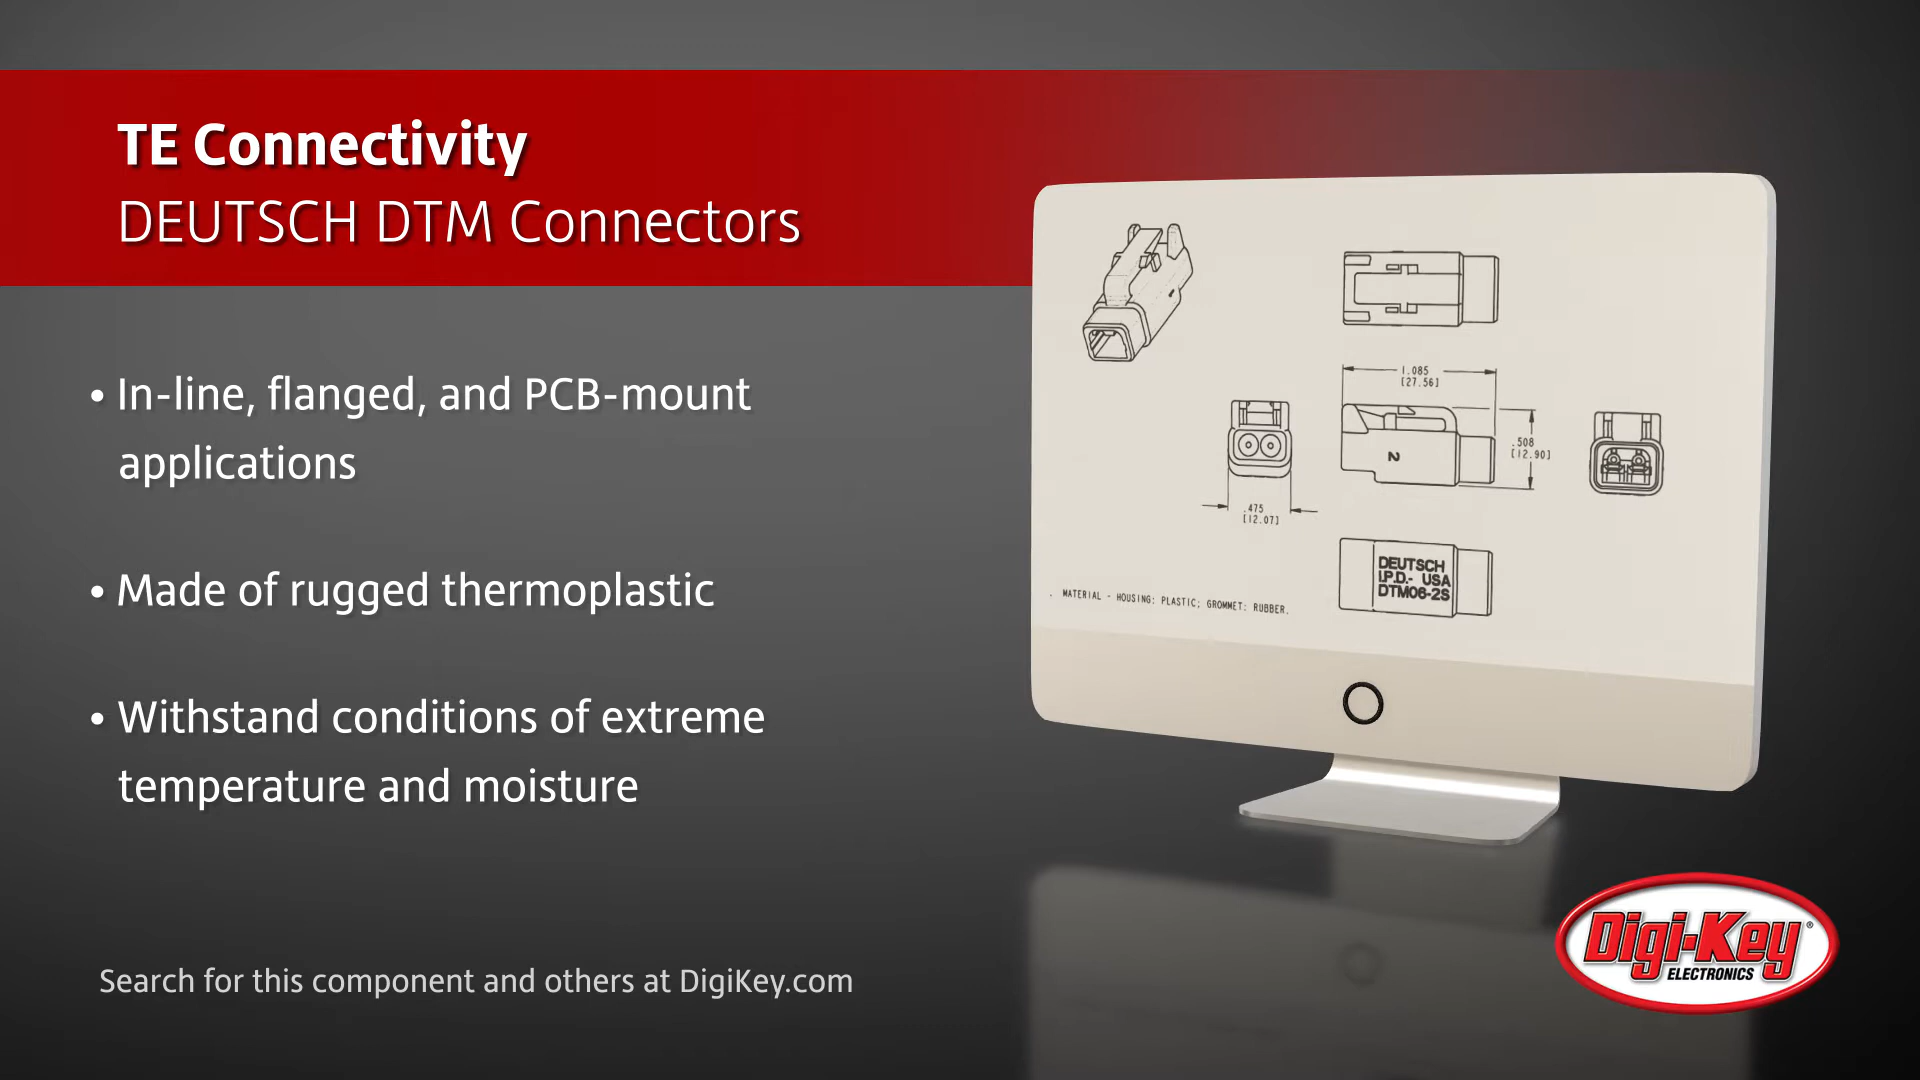 TE Connectivity
DEUTSCH DTM Connectors
• In-line, flanged, and PCB-mount
applications
• Made of rugged thermoplastic
• Withstand conditions of extreme
temperature and moisture
Search for this component and others at DigiKey.com
1.085
[27.56]
.508
[12.90]
2
.475
[12.07]
DEUTSCH
I.P.D.- USA
DTM06-2S
. MATERIAL - HOUSING: PLASTIC; GROMMET: RUBBER.
Digi-Key®
ELECTRONICS